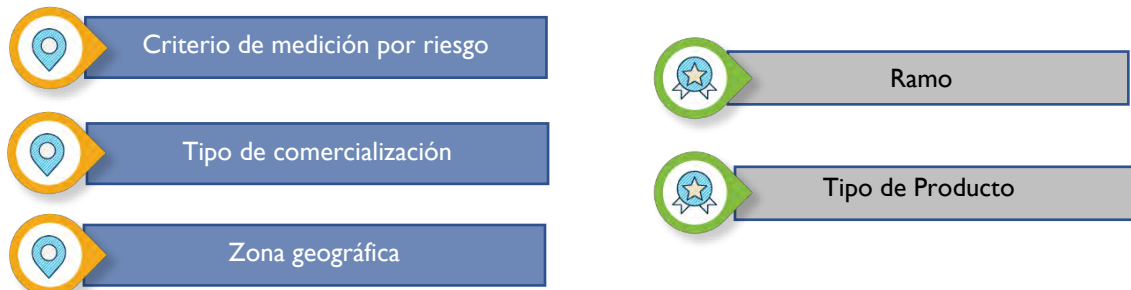 Criterio de medición por riesgo
Tipo de comercialización
Zona geográfica
Ramo
Tipo de Producto